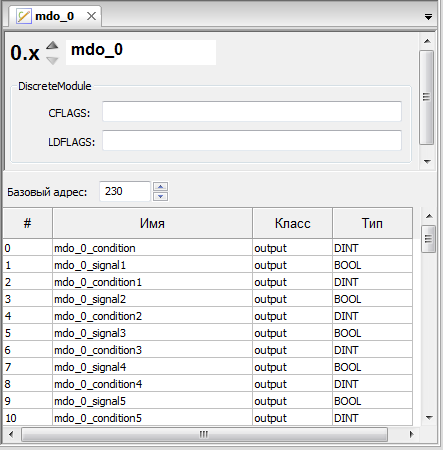 mdo_0
0.x mdo_0
DiscreteModule
CFLAGS:
LDFLAGS:
Базовый адрес: 230
# Имя Класс Тип
0 mdo_0_condition output DINT
1 mdo_0_signal1 output BOOL
2 mdo_0_condition1 output DINT
3 mdo_0_signal2 output BOOL
4 mdo_0_condition2 output DINT
5 mdo_0_signal3 output BOOL
6 mdo_0_condition3 output DINT
7 mdo_0_signal4 output BOOL
8 mdo_0_condition4 output DINT
9 mdo_0_signal5 output BOOL
10 mdo_0_condition5 output DINT